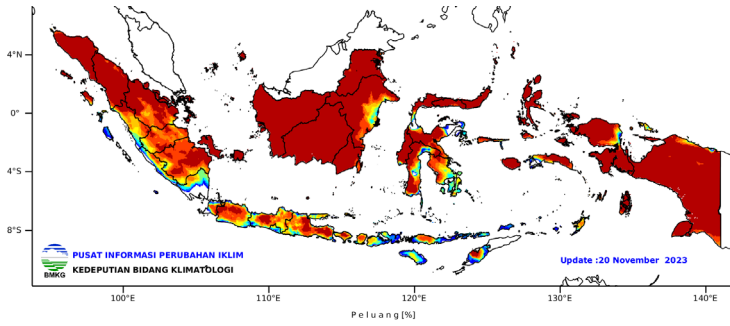 4°N
0°
4°S
8°S
PUSAT INFORMASI PERUBAHAN IKLIM
KEDEPUTIAN BIDANG KLIMATOLOGI
BMKG
Update :20 November 2023
100°E
110°E
120°E
130°E
140°E
Peluang[%]